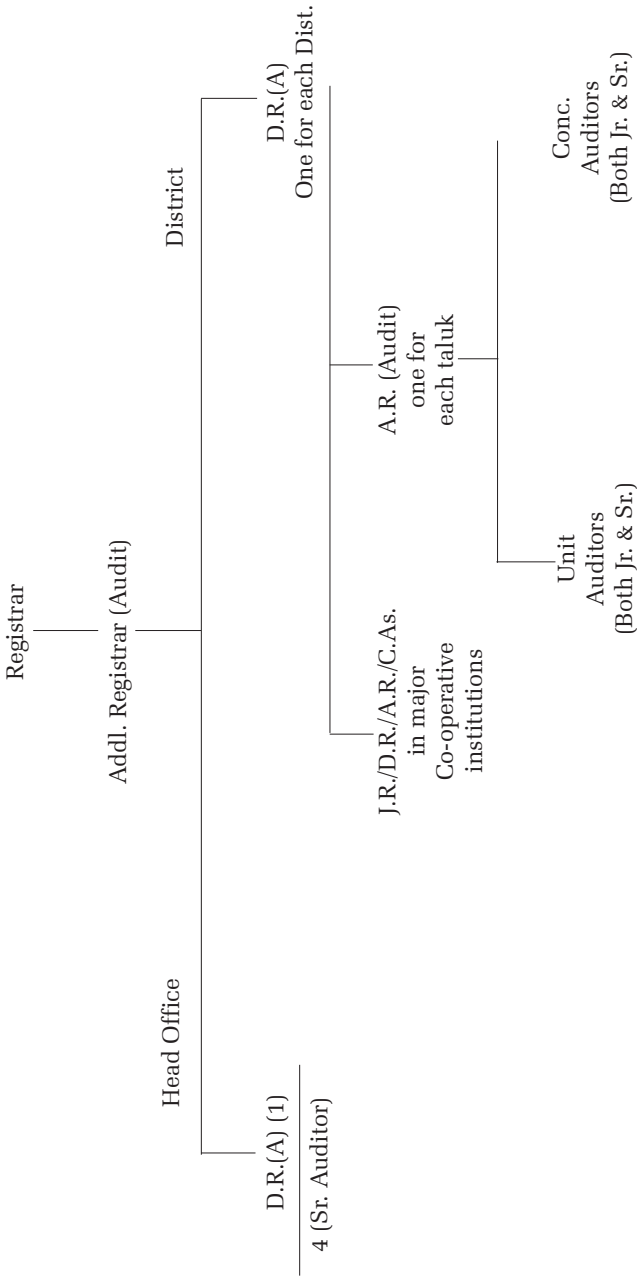 Registrar
Addl. Registrar (Audit)
Head Office
District
D.R.(A) (1)
4 (Sr. Auditor)
D.R.(A)
One for each Dist.
J.R./D.R./A.R./C.As.
in major
Co-operative
institutions
A.R. (Audit)
one for
each taluk
Unit
Auditors
(Both Jr. & Sr.)
Conc.
Auditors
(Both Jr. & Sr.)